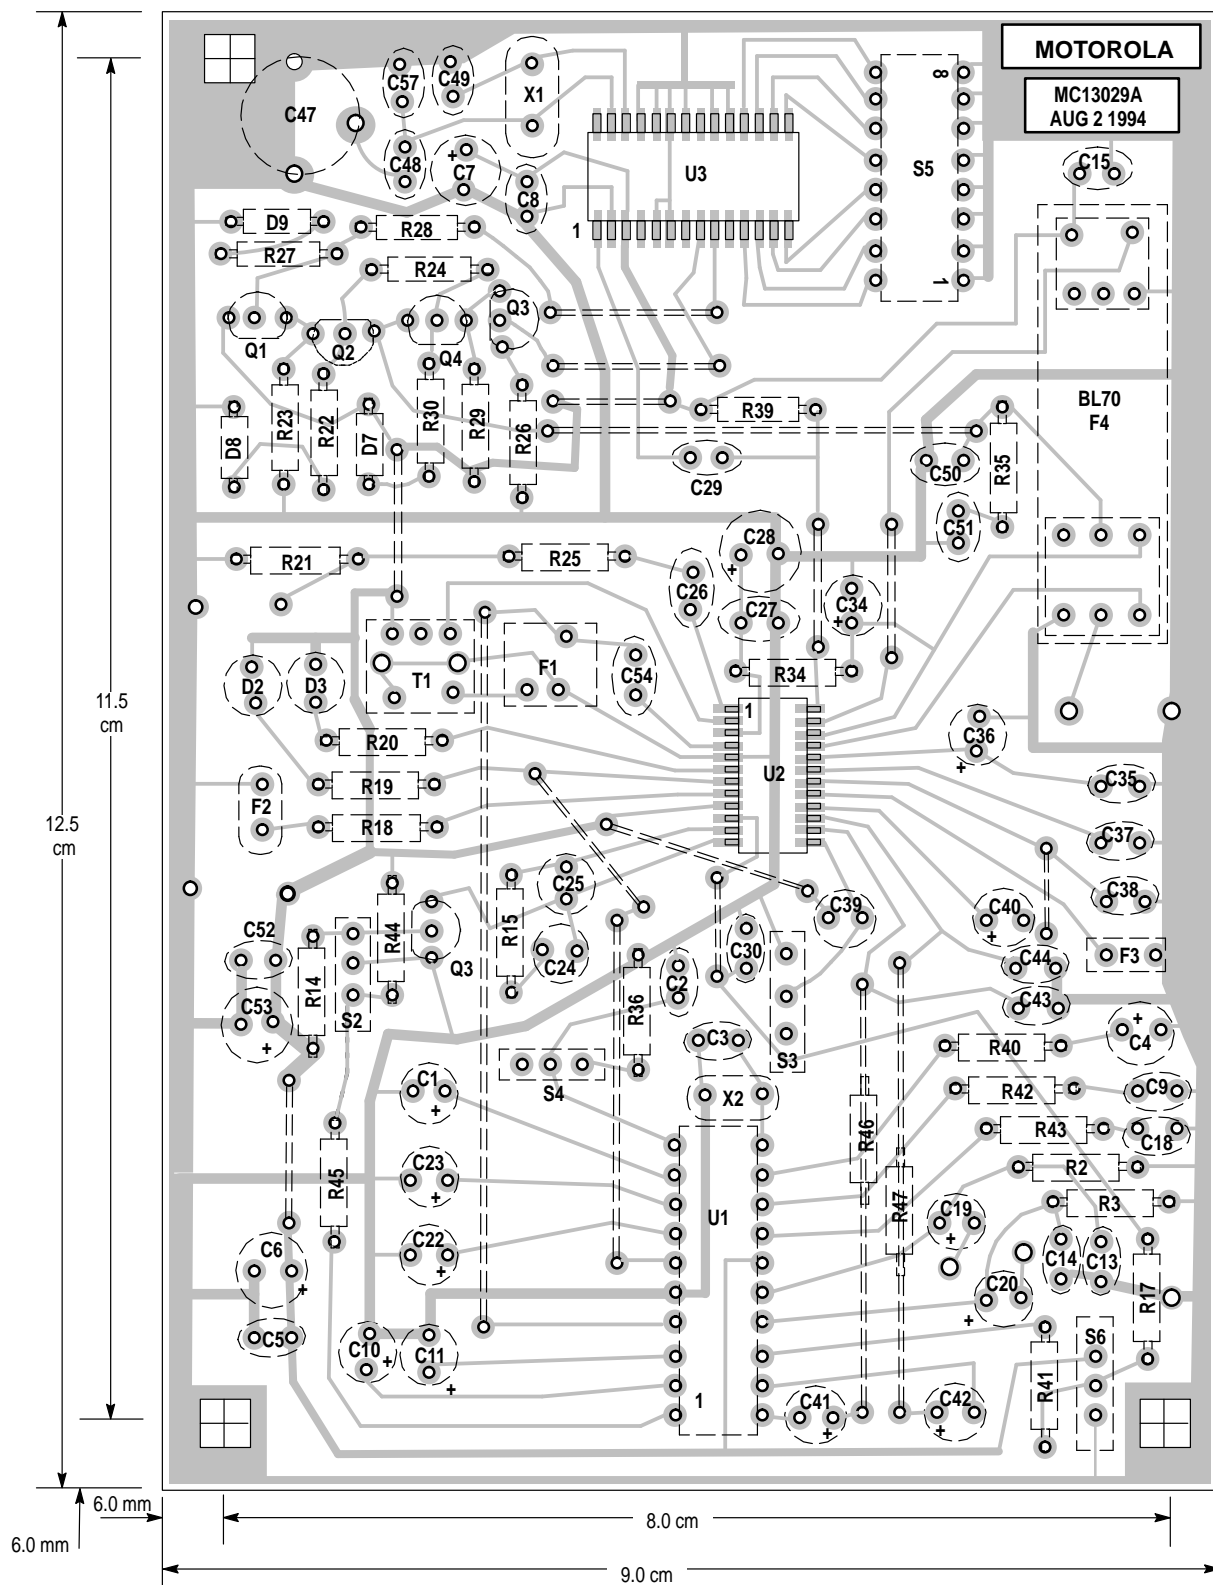 MOTOROLA
MC13029A
AUG 2 1994
C57
C49
X1
C47
C48
C7
+
C8
U3
1
S5
8
1
C15
D9
R27
R28
R24
Q1
Q2
Q4
Q3
D8
R23
R22
D7
R30
R29
R26
R39
C29
C50
R35
C51
BL70
F4
R21
R25
C28
+
C26
C27
C34
+
D2
D3
T1
F1
C54
R34
1
U2
C36
+
R20
R19
R18
F2
C35
C37
C38
F3
11.5
cm
12.5
cm
C52
C53
+
R14
S2
R44
Q3
R15
C25
C24
R36
C2
C30
C39
S3
C40
+
C44
C43
+
C4
C3
X2
S4
R40
R42
R43
C9
C18
C1
+
R45
C23
+
C22
+
R46
R47
R2
R3
C19
+
U1
1
C14
C13
R17
C20
+
C6
+
C5
C10
+
C11
+
C41
+
C42
+
R41
S6
6.0 mm
6.0 mm
8.0 cm
9.0 cm